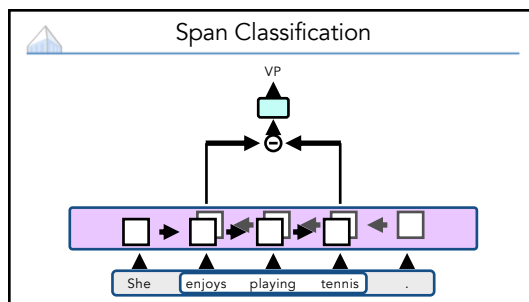 Span Classification
VP
She enjoys playing tennis .